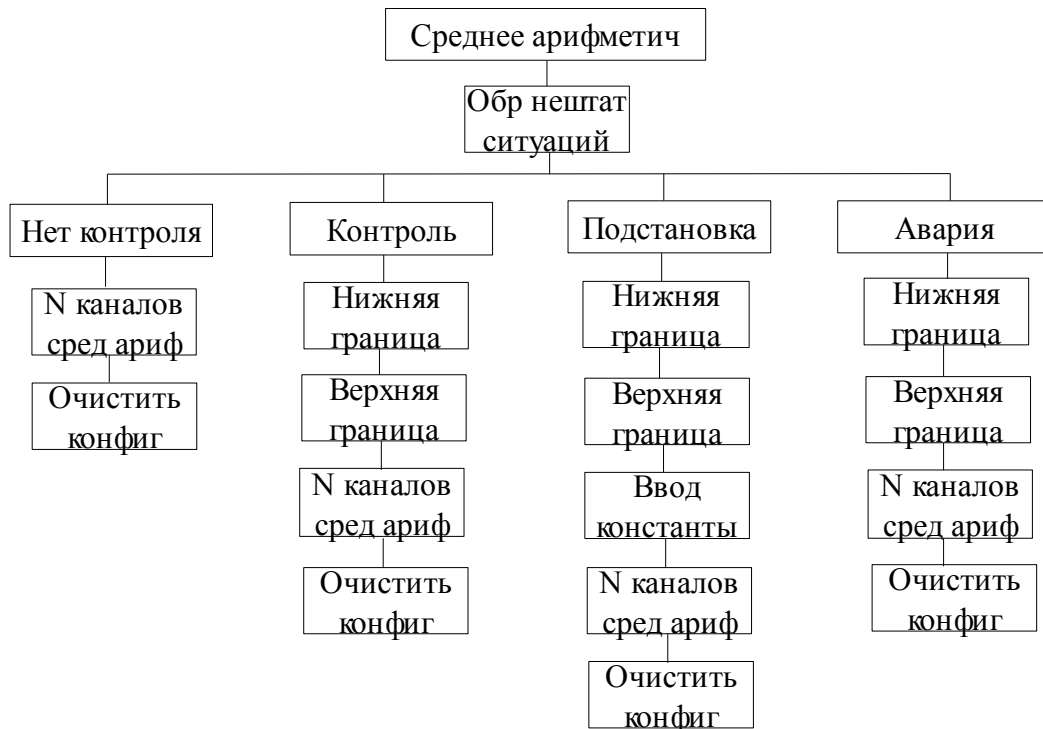 Среднее арифметич
Обр нештат
ситуаций
Нет контроля
Контроль
Подстановка
Авария
N каналов
сред ариф
Очистить
конфиг
Нижняя
граница
Верхняя
граница
N каналов
сред ариф
Очистить
конфиг
Нижняя
граница
Верхняя
граница
Ввод
константы
N каналов
сред ариф
Очистить
конфиг
Нижняя
граница
Верхняя
граница
N каналов
сред ариф
Очистить
конфиг